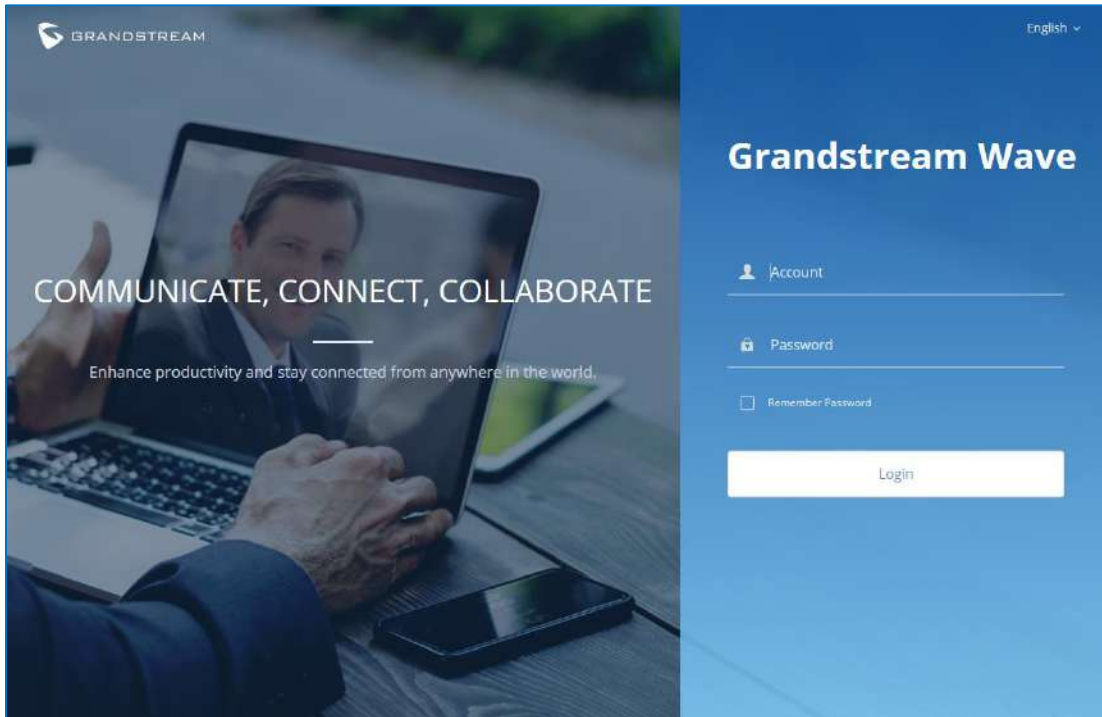 GRANDSTREAM
English
Grandstream Wave
Account
Password
Remember Password
Login
COMMUNICATE, CONNECT, COLLABORATE
Enhance productivity and stay connected from anywhere in the world.